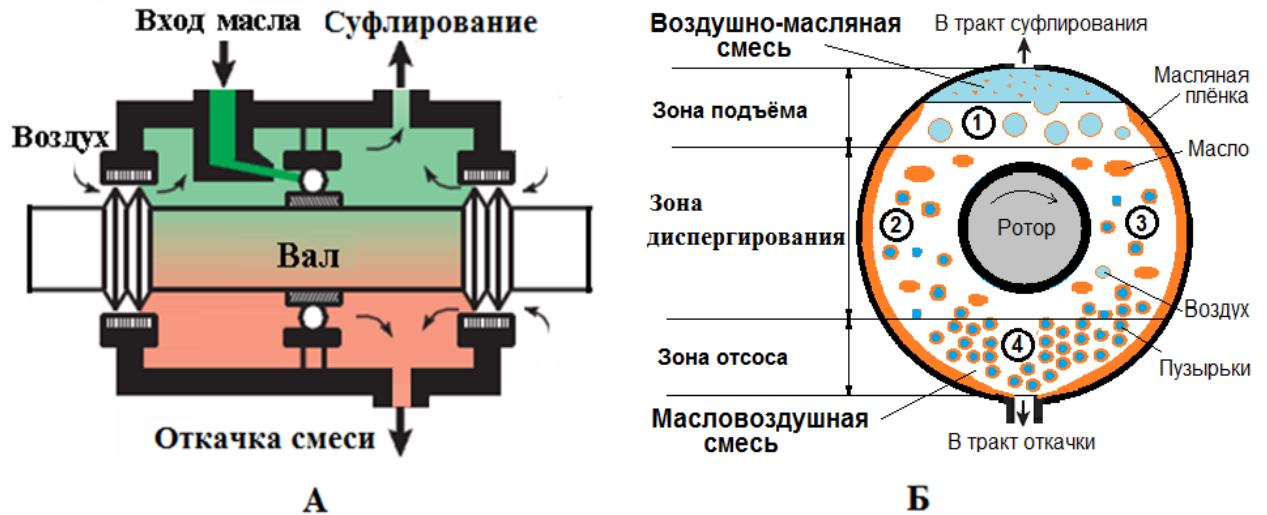 Вход масла
Суфлирование
Воздух
Вал
Откачка смеси
А
Воздушно-масляная
смесь
В тракт суфлирования
Масляная
плёнка
Зона подъёма
1
Масло
Зона
диспергирования
2
Ротор
3
Воздух
Зона отсоса
4
Пузырьки
Масловоздушная
смесь
В тракт откачки
Б